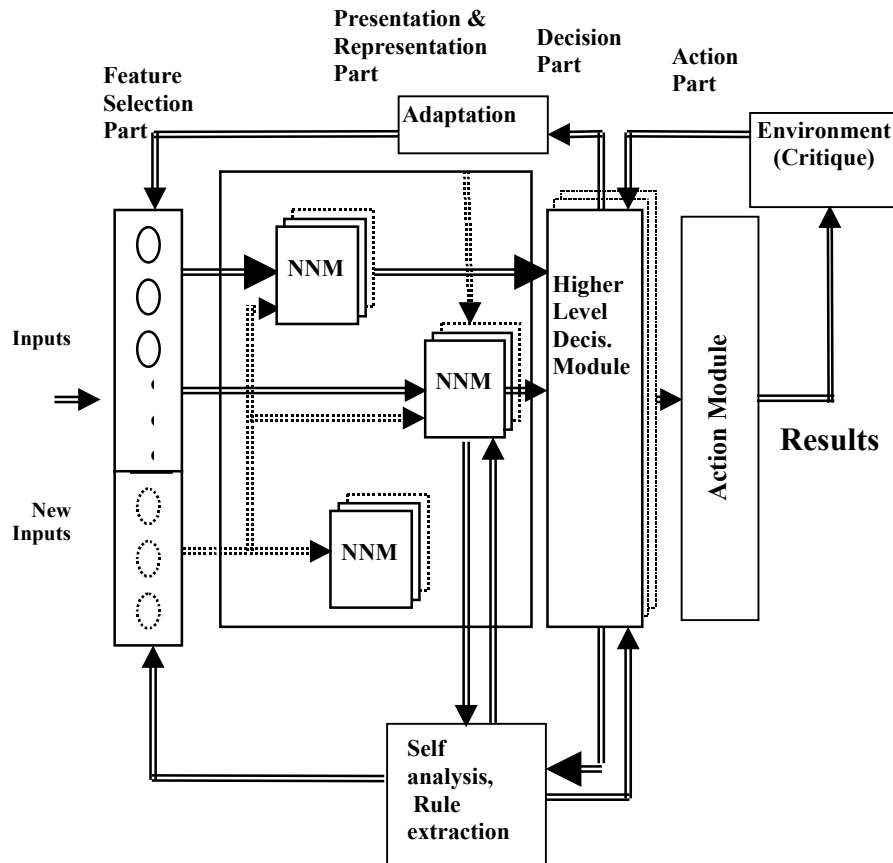 Presentation &
Representation
Part
Decision
Part
Action
Part
Feature
Selection
Part
Adaptation
Environment
(Critique)
NNM
Higher
Level
Decis.
Module
Inputs
NNM
Action Module
Results
New
Inputs
NNM
Self
analysis,
Rule
extraction